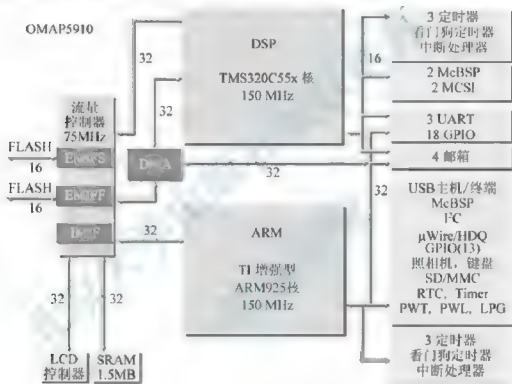 OMAP5910
DSP
TMS320C55x 核
150 MHz
32
32
16
3 定时器
看门狗定时器
中断处理器
2 McBSP
2 MCSI
3 UART
18 GPIO
4 邮箱
流量
控制器
75MHz
FLASH
16
EMIFS
FLASH
16
EMIFF
DMA
32
32
32
ARM
TI 增强型
ARM925核
150 MHz
USB主机/终端
McBSP
I²C
μWire/HDQ
GPIO(13)
照相机，键盘
SD/MMC
RTC，Timer
PWT，PWL，LPG
3 定时器
看门狗定时器
中断处理器
32
32
LCD
控制器
SRAM
1.5MB